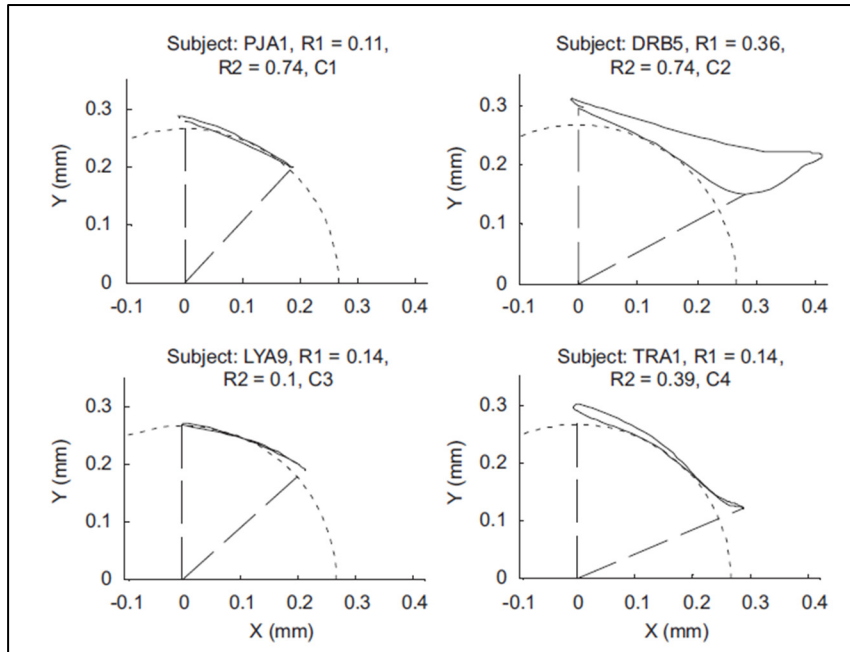 Subject: PJA1, R1 = 0.11,
R2 = 0.74, C1
0.3
0.2
0.1
0
Y (mm)
-0.1 0 0.1 0.2 0.3 0.4
Subject: DRB5, R1 = 0.36,
R2 = 0.74, C2
0.3
0.2
0.1
0
Y (mm)
-0.1 0 0.1 0.2 0.3 0.4
Subject: LYA9, R1 = 0.14,
R2 = 0.1, C3
0.3
0.2
0.1
0
Y (mm)
-0.1 0 0.1 0.2 0.3 0.4
X (mm)
Subject: TRA1, R1 = 0.14,
R2 = 0.39, C4
0.3
0.2
0.1
0
Y (mm)
-0.1 0 0.1 0.2 0.3 0.4
X (mm)